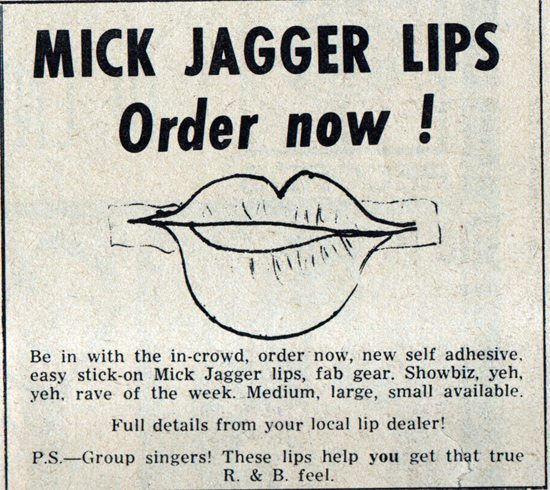 MICK JAGGER LIPS
Order now !
Be in with the in-crowd, order now, new self adhesive,
easy stick-on Mick Jagger lips, fab gear. Showbiz, yeh,
yeh, rave of the week. Medium, large, small available.
Full details from your local lip dealer!
P.S.—Group singers! These lips help you get that true
R. & B. feel.